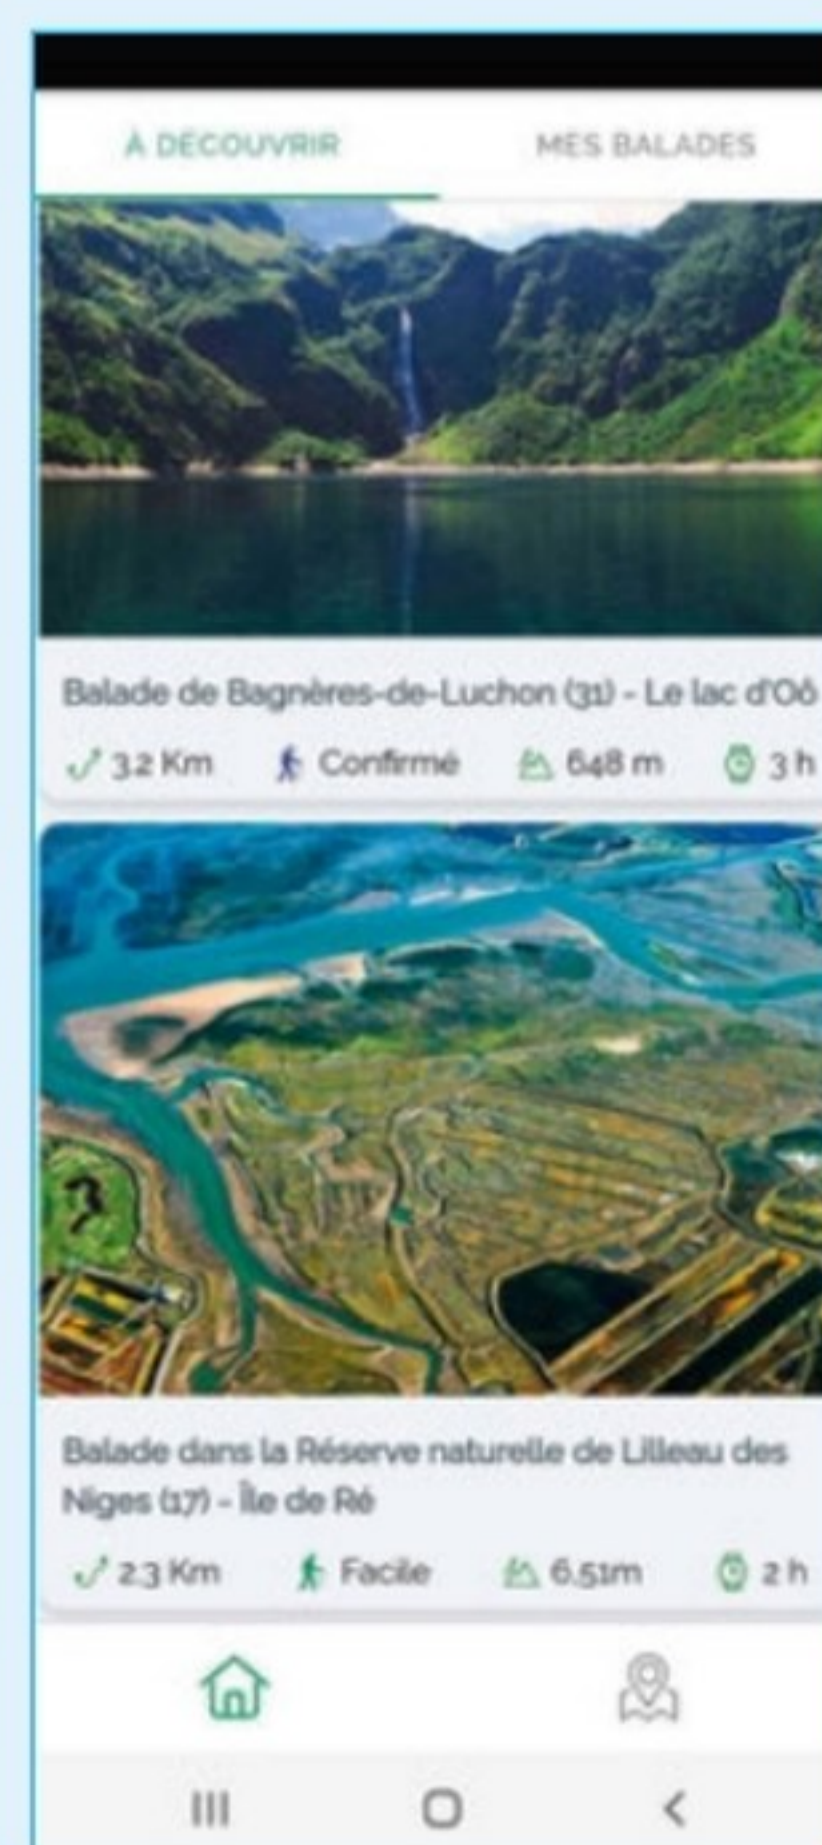 À DÉCOUVRIR
MES BALADES
Balade de Bagnères-de-Luchon (31) - Le lac d'Oô
3.2 Km
Confirmé
648 m
3 h
Balade dans la Réserve naturelle de Lilleau des
Niges (17) - Île de Ré
2.3 Km
Facile
6.51m
2 h